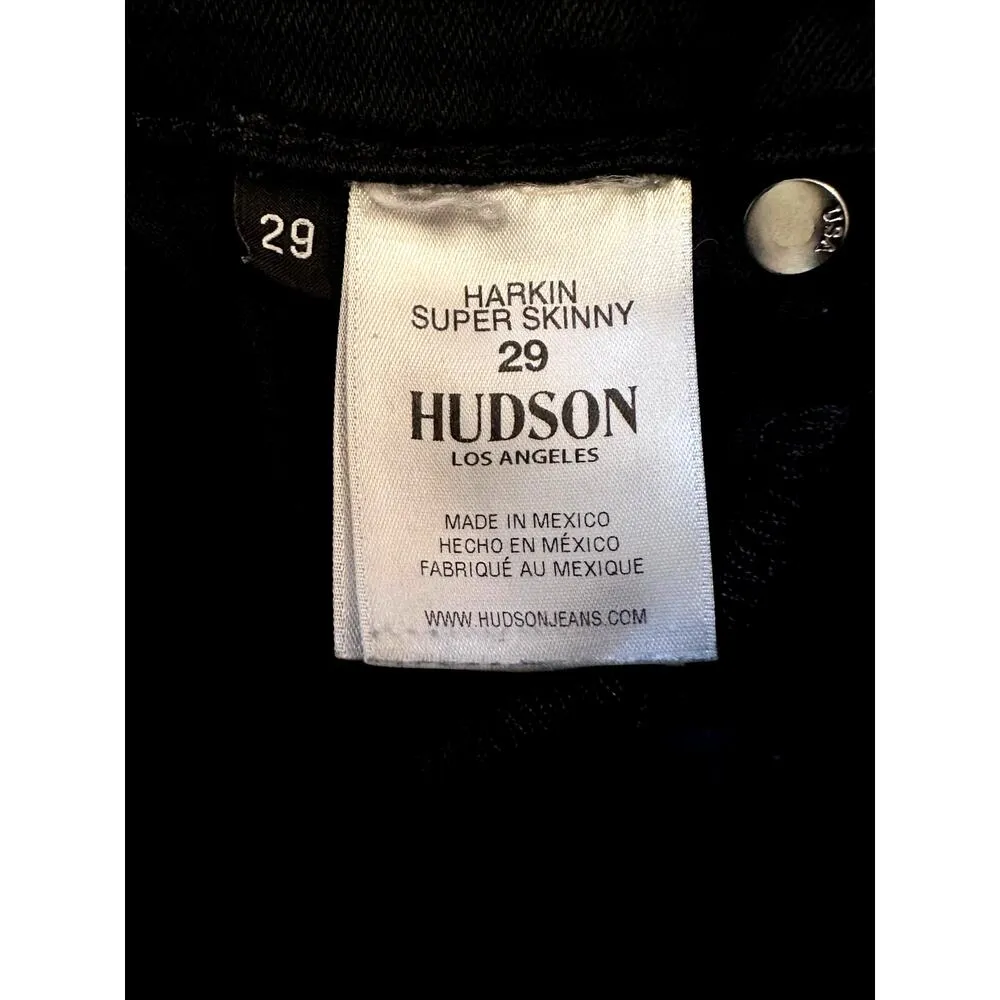 29
HARKIN
SUPER SKINNY
29
HUDSON
LOS ANGELES
MADE IN MEXICO
HECHO EN MÉXICO
FABRIQUÉ AU MEXIQUE
WWW.HUDSONJEANS.COM
USA